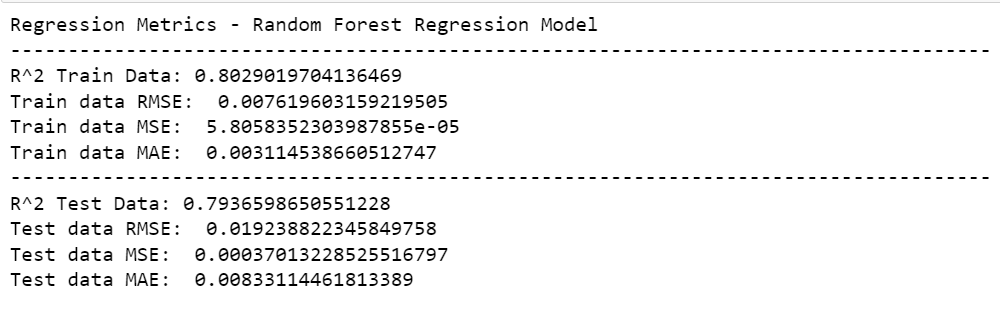 Regression Metrics - Random Forest Regression Model
-------------------------------------------------------------------------------------
R^2 Train Data: 0.8029019704136469
Train data RMSE:  0.007619603159219505
Train data MSE:  5.8058352303987855e-05
Train data MAE:  0.003114538660512747
-------------------------------------------------------------------------------------
R^2 Test Data: 0.7936598650551228
Test data RMSE:  0.019238822345849758
Test data MSE:  0.00037013228525516797
Test data MAE:  0.00833114461813389